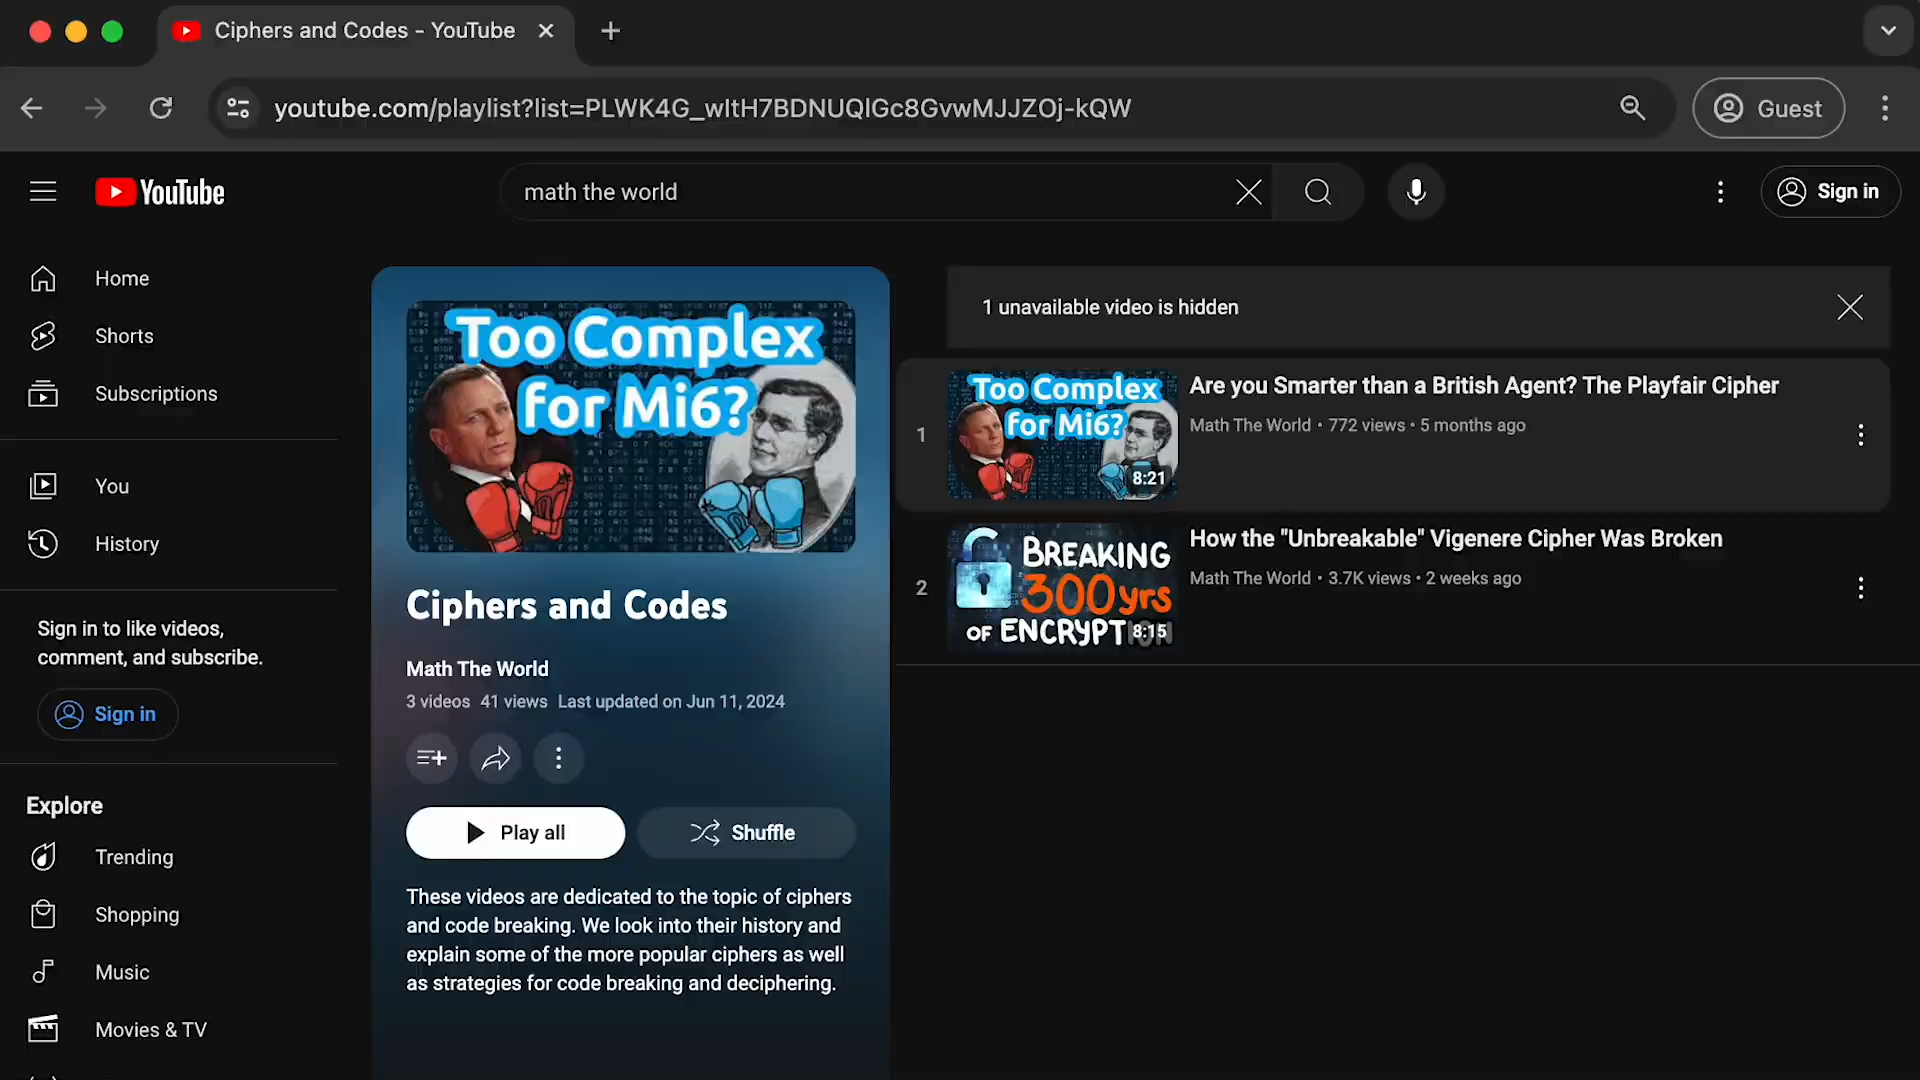 Ciphers and Codes - YouTube
youtube.com/playlist?list=PLWK4G_wItH7BDNUQlGc8GvwMJJZOj-kQW
Guest
YouTube
math the world
Sign in
Home
Shorts
Subscriptions
You
History
Sign in to like videos,
comment, and subscribe.
Sign in
Explore
Trending
Shopping
Music
Movies & TV
Too Complex
for Mi6?
Ciphers and Codes
Math The World
3 videos 41 views Last updated on Jun 11, 2024
Play all
Shuffle
These videos are dedicated to the topic of ciphers
and code breaking. We look into their history and
explain some of the more popular ciphers as well
as strategies for code breaking and deciphering.
1 unavailable video is hidden
1
Too Complex
for Mi6?
8:21
Are you Smarter than a British Agent? The Playfair Cipher
Math The World • 772 views • 5 months ago
2
BREAKING
300yrs
OF ENCRYPTION
8:15
How the "Unbreakable" Vigenere Cipher Was Broken
Math The World • 3.7K views • 2 weeks ago